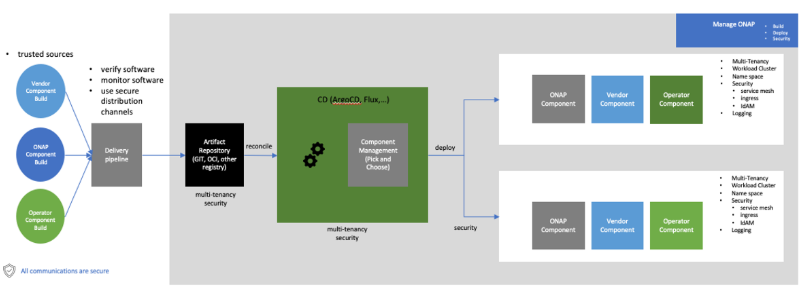 Manage ONAP
• Build
• Deploy
• Security
• trusted sources
• verify software
• monitor software
• use secure
distribution
channels
Vendor
Component
Build
ONAP
Component
Build
Operator
Component
Build
Delivery
pipeline
Artifact
Repository
(GIT, OCI, other
registry)
multi-tenancy
security
reconcile
CD (AreoCD, Flux,...)
Component
Management
(Pick and
Choose)
multi-tenancy
security
deploy
security
ONAP
Component
Vendor
Component
Operator
Component
• Multi-Tenancy
• Workload Cluster
• Name space
• Security
• service mesh
• ingress
• IdAM
• Logging
ONAP
Component
Vendor
Component
Operator
Component
• Multi-Tenancy
• Workload Cluster
• Name space
• Security
• service mesh
• ingress
• IdAM
• Logging
All communications are secure